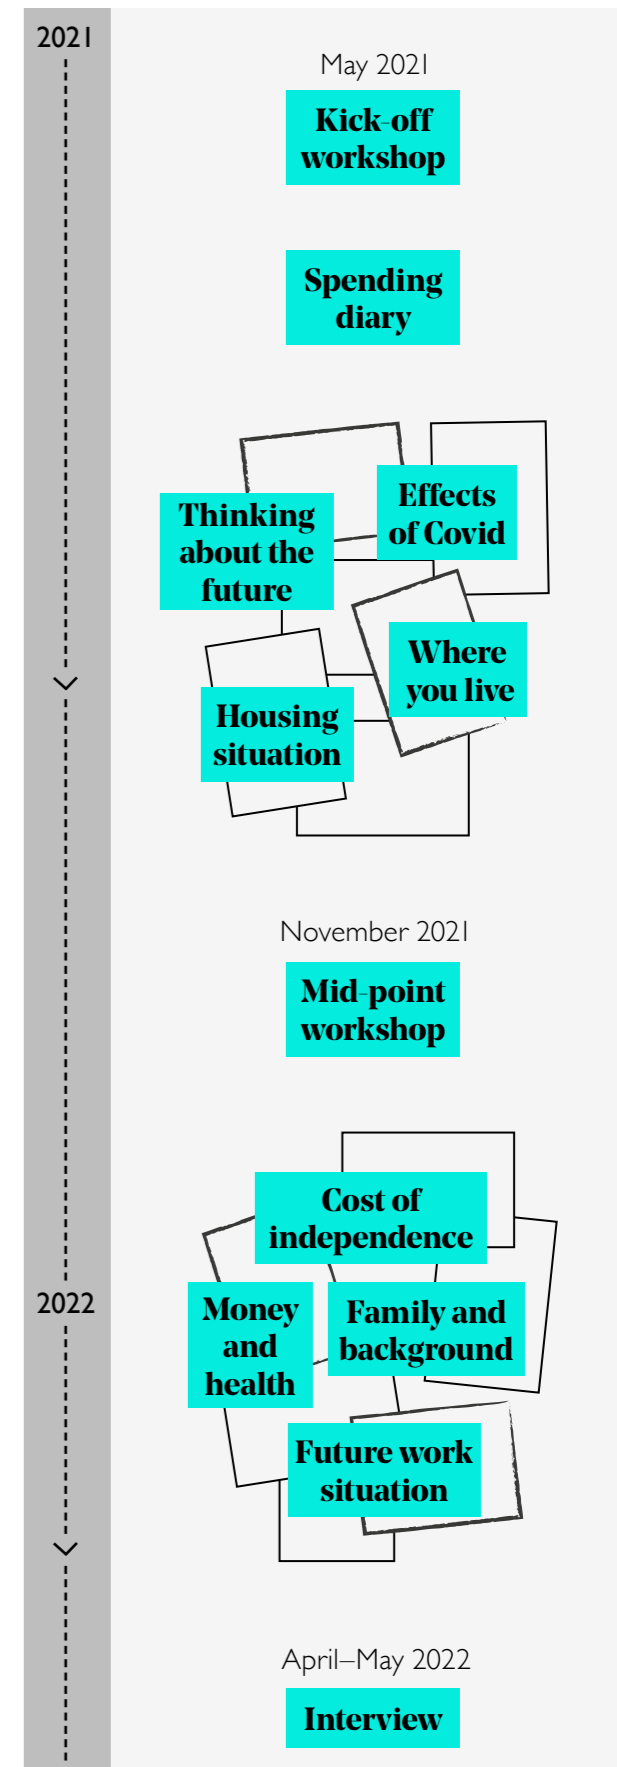 2021
May 2021
Kick-off
workshop
Spending
diary
Effects
of Covid
Thinking
about the
future
Where
you live
Housing
situation
November 2021
Mid-point
workshop
Cost of
independence
2022
Money
and
health
Family and
background
Future work
situation
April–May 2022
Interview